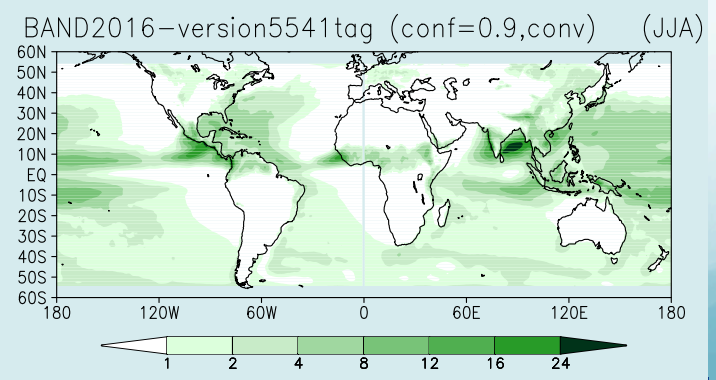 BAND2016-version5541tag (conf=0.9,conv) (JJA)
60N
50N
40N
30N
20N
10N
EQ
10S
20S
30S
40S
50S
60S
180 120W 60W 0 60E 120E 180
1 2 4 8 12 16 24